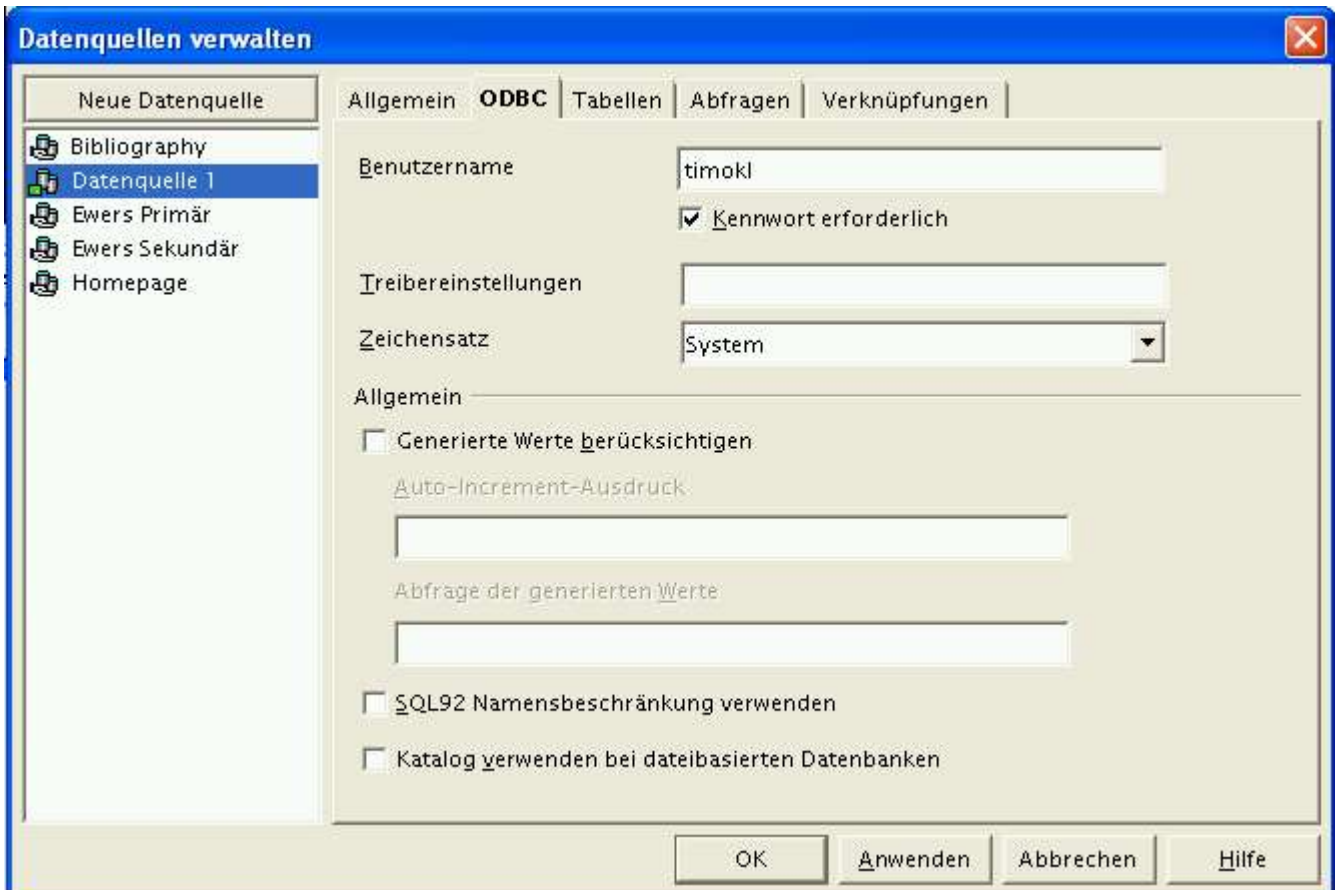 Datenquellen verwalten
Neue Datenquelle
Bibliography
Datenquelle 1
Ewers Primär
Ewers Sekundär
Homepage
Allgemein ODBC Tabellen Abfragen Verknüpfungen
Benutzername timokl
Kennwort erforderlich
Treibereinstellungen
Zeichensatz System
Allgemein
Generierte Werte berücksichtigen
Auto-Increment-Ausdruck
Abfrage der generierten Werte
SQL92 Namensbeschränkung verwenden
Katalog verwenden bei dateibasierten Datenbanken
OK Anwenden Abbrechen Hilfe